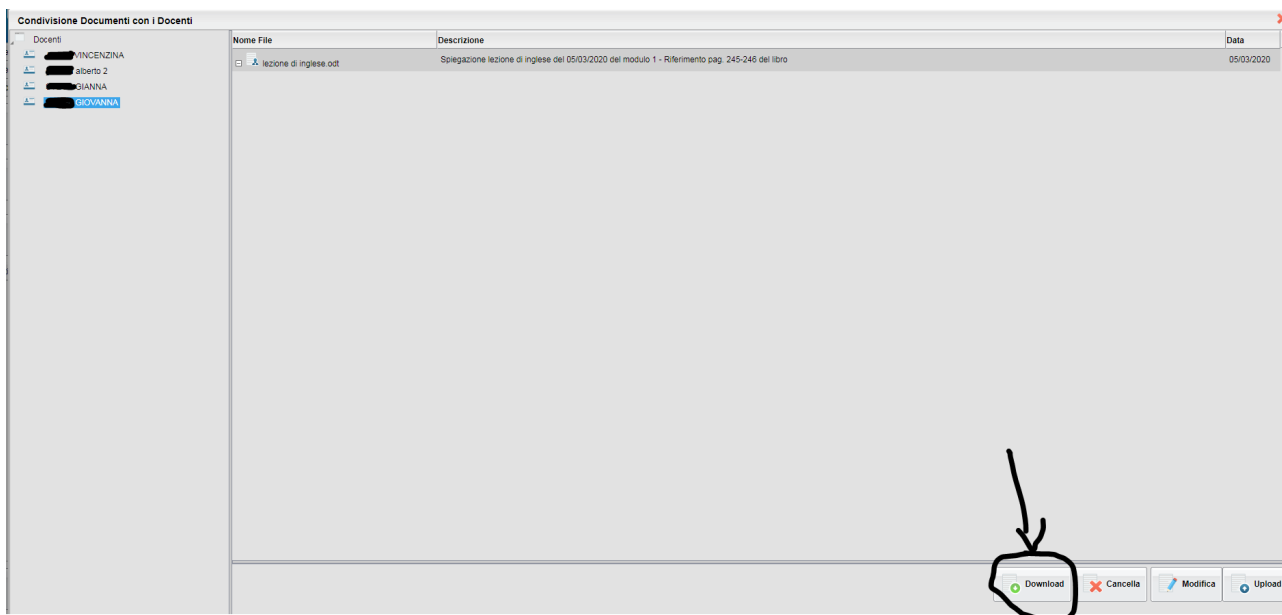 Condivisione Documenti con i Docenti
Docenti
VINCENZINA
alberto 2
GIANNA
GIOVANNA
Nome File Descrizione Data
lezione di inglese.odt Spiegazione lezione di inglese del 05/03/2020 del modulo 1 - Riferimento pag. 245-246 del libro 05/03/2020
Download Cancella Modifica Upload